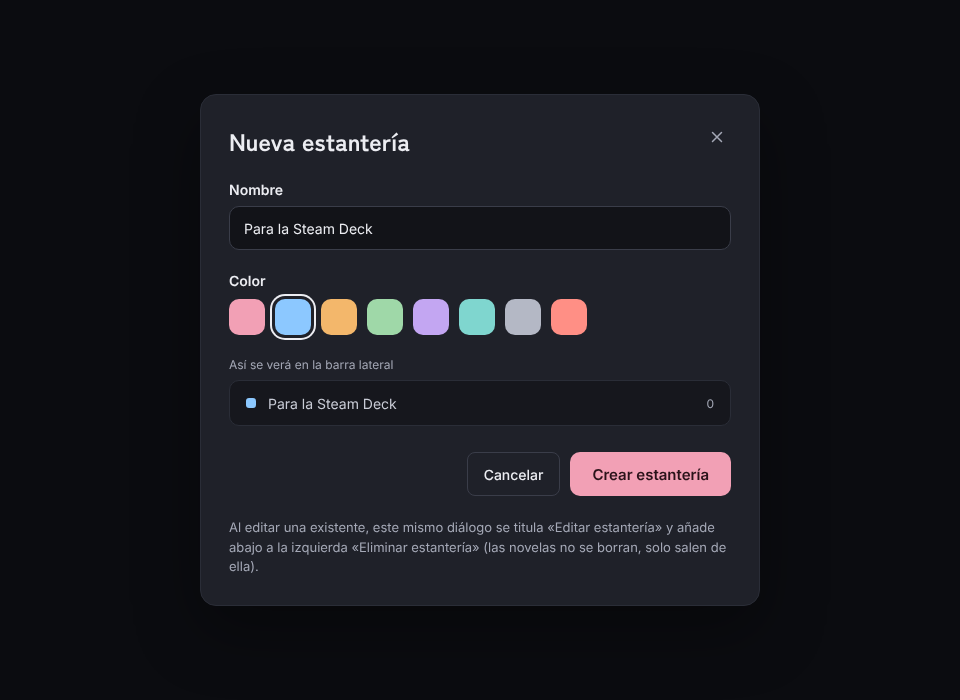 Nueva estantería
Nombre
Para la Steam Deck
Color
Así se verá en la barra lateral
Para la Steam Deck 0
Cancelar Crear estantería
Al editar una existente, este mismo diálogo se titula «Editar estantería» y añade
abajo a la izquierda «Eliminar estantería» (las novelas no se borran, solo salen de
ella).